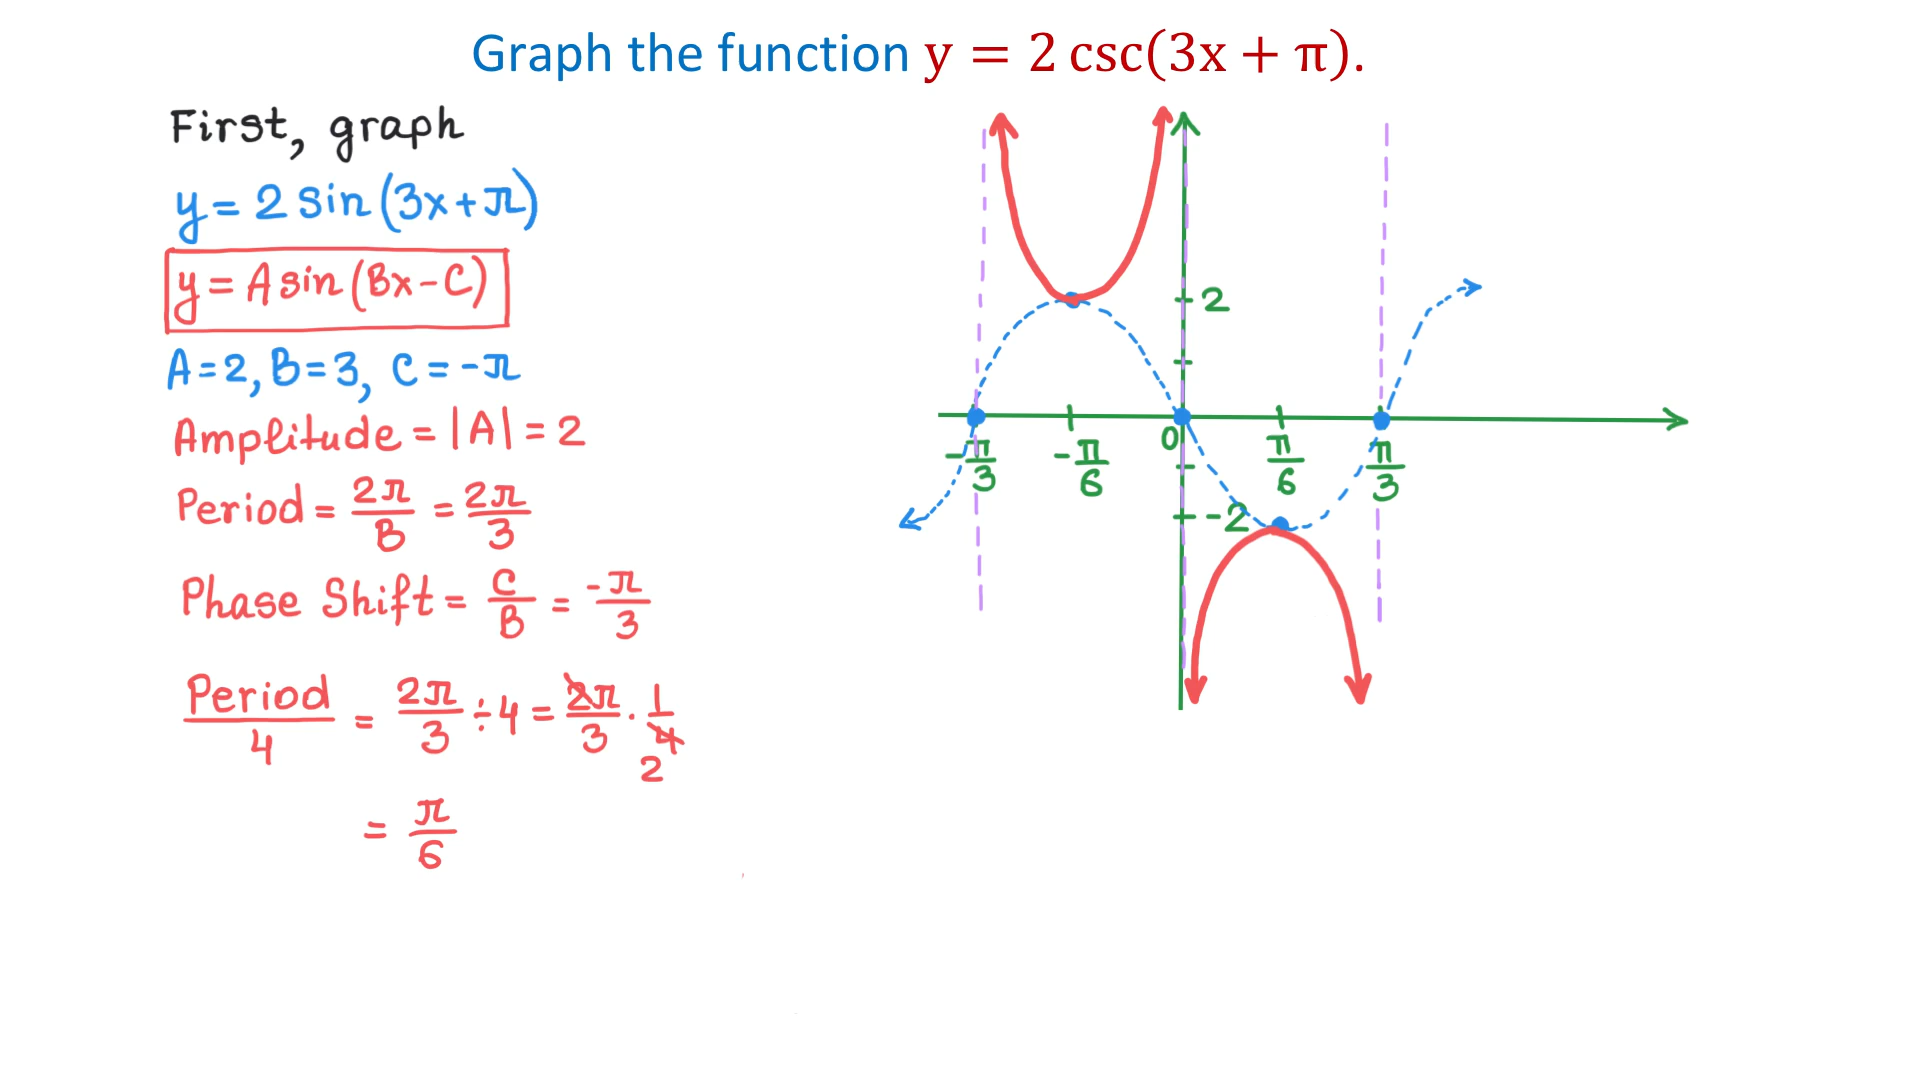 Graph the function y = 2 csc(3x + π).
First, graph
y = 2 sin (3x + π)
y = A sin (Bx - C)
A = 2, B = 3, C = -π
Amplitude = |A| = 2
Period = 2π/B = 2π/3
Phase Shift = C/B = -π/3
Period/4 = 2π/3 ÷ 4 = 2π/3 · 1/4
2
= π/6
2
-π/3 -π/6 0 π/6 π/3
-2